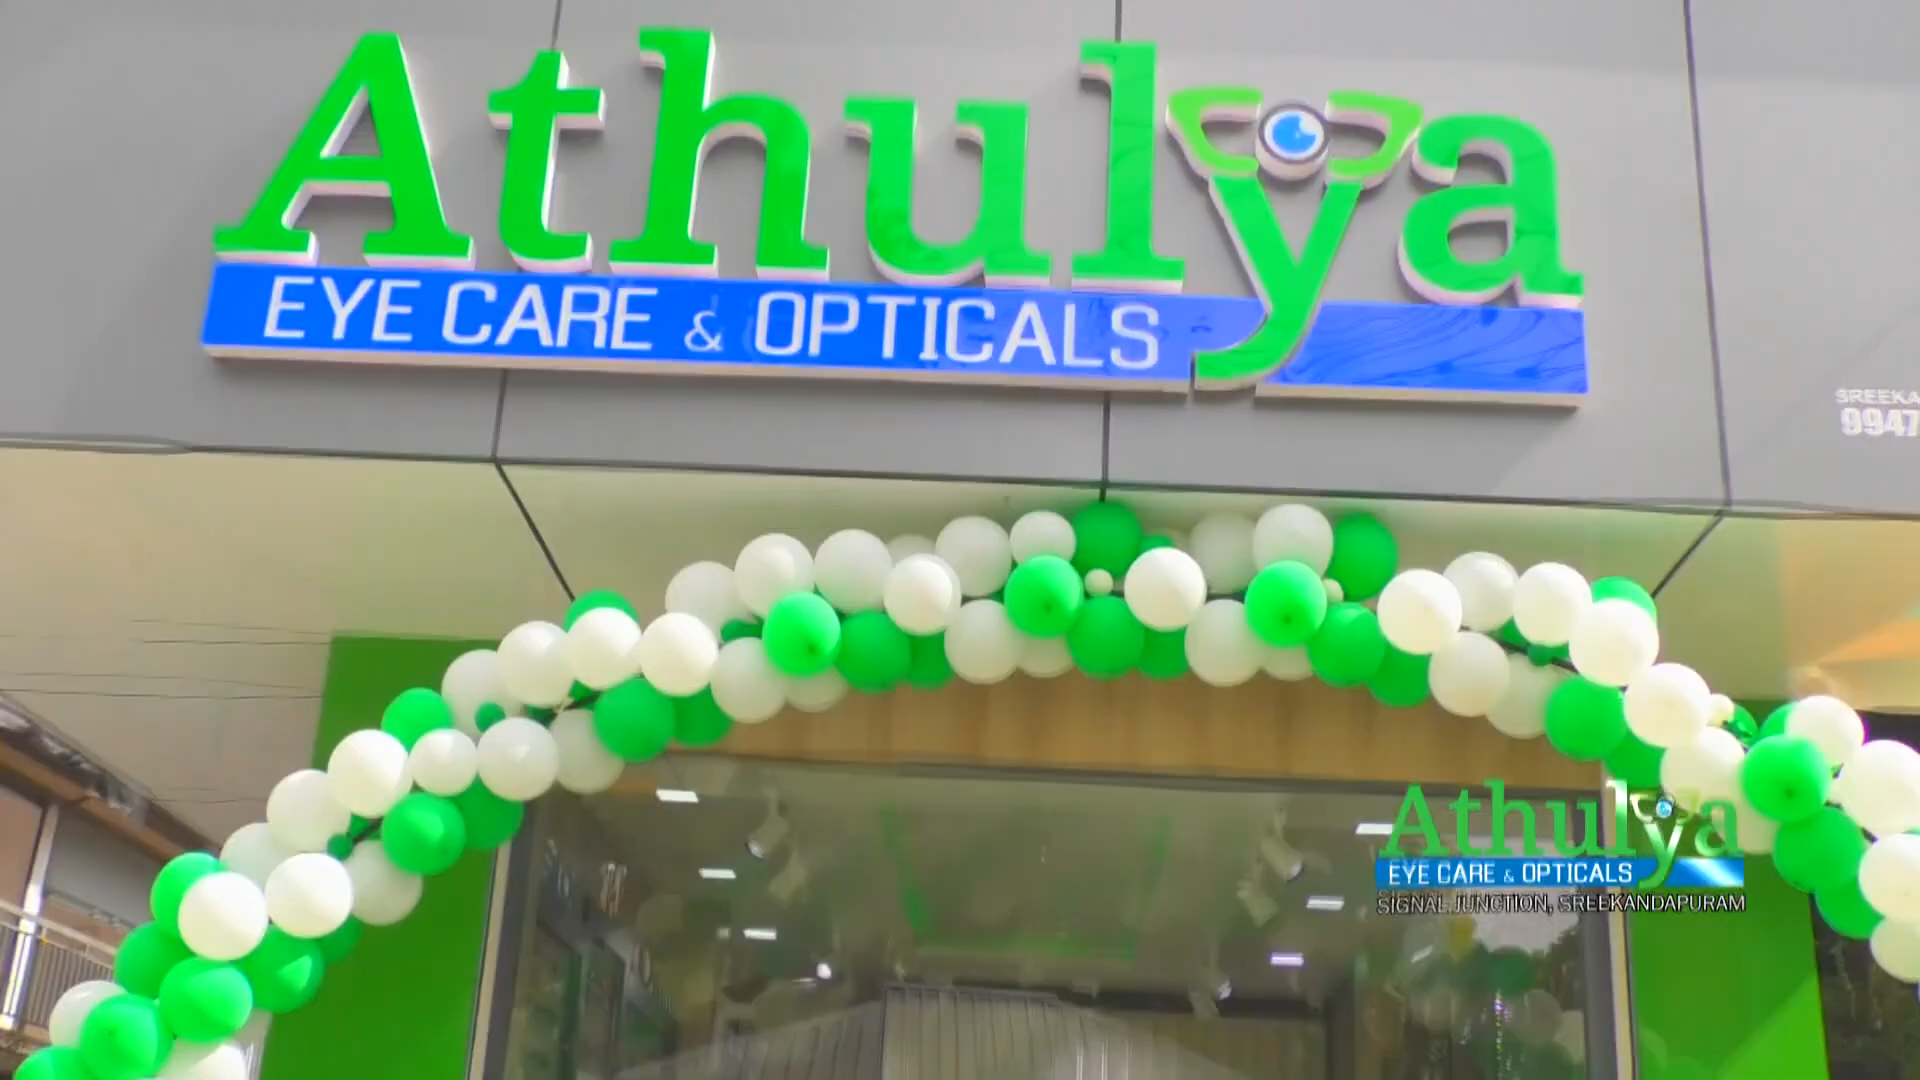 Athulya
EYE CARE & OPTICALS
SREEKA
9947
Athulya
EYE CARE & OPTICALS
SIGNAL JUNCTION, SREEKANDAPURAM